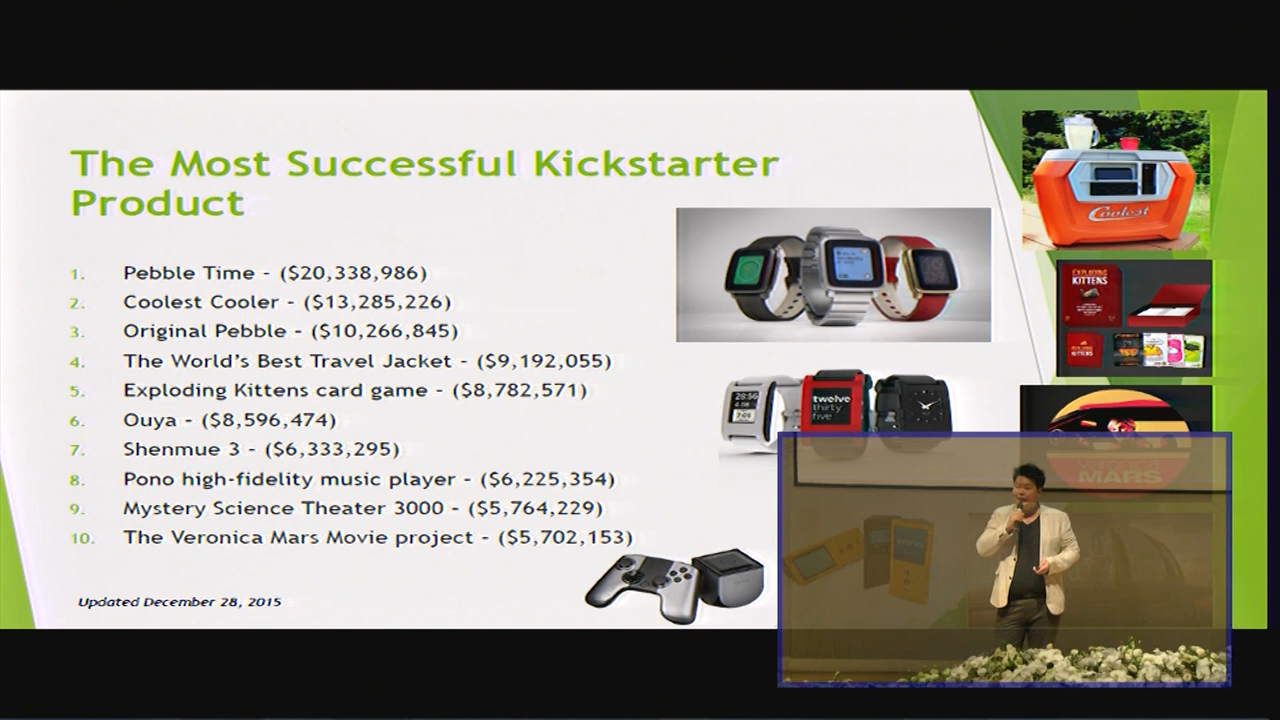 The Most Successful Kickstarter
Product
1. Pebble Time - ($20,338,986)
2. Coolest Cooler - ($13,285,226)
3. Original Pebble - ($10,266,845)
4. The World's Best Travel Jacket - ($9,192,055)
5. Exploding Kittens card game - ($8,782,571)
6. Ouya - ($8,596,474)
7. Shenmue 3 - ($6,333,295)
8. Pono high-fidelity music player - ($6,225,354)
9. Mystery Science Theater 3000 - ($5,764,229)
10. The Veronica Mars Movie project - ($5,702,153)
Updated December 28, 2015
Coolest
EXPLODING
KITTENS
twelve
thirty
five
VERONICA
MARS
pono